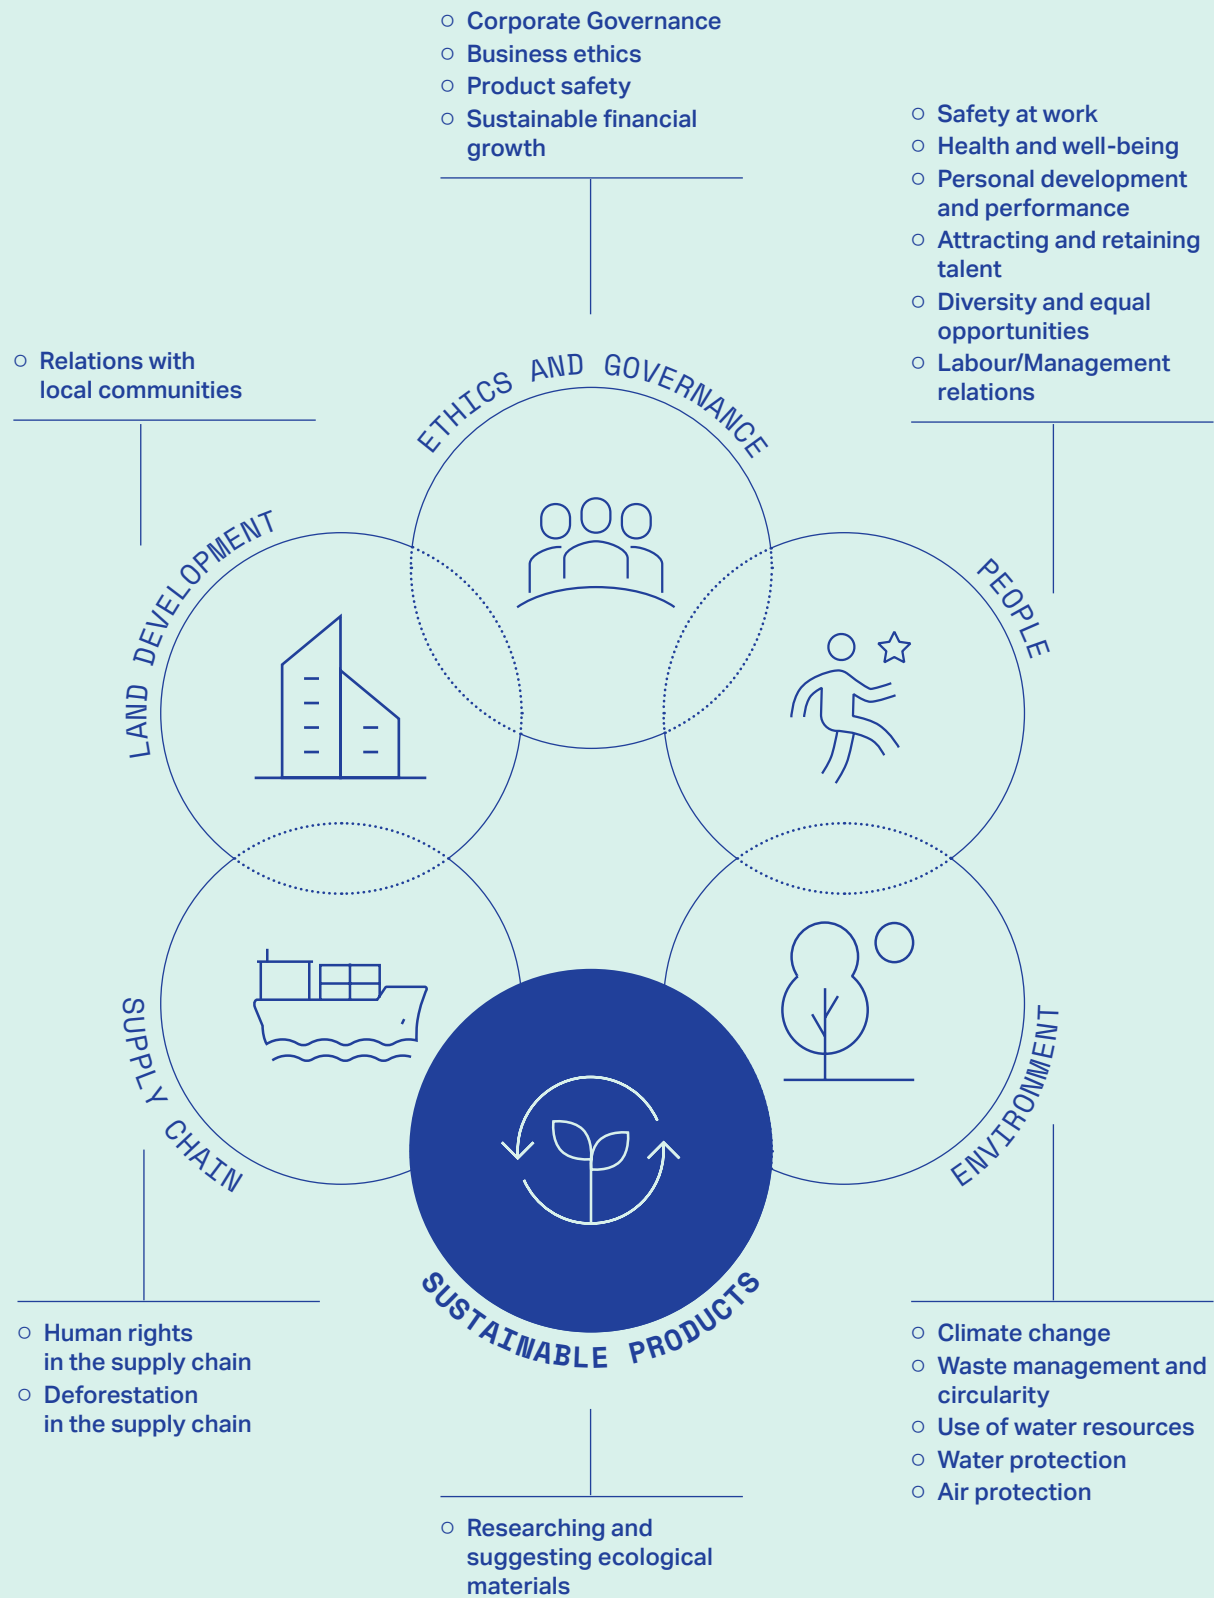 Corporate Governance
Business ethics
Product safety
Sustainable financial
growth
Safety at work
Health and well-being
Personal development
and performance
Attracting and retaining
talent
Diversity and equal
opportunities
Labour/Management
relations
Relations with
local communities
ETHICS AND GOVERNANCE
LAND DEVELOPMENT
PEOPLE
SUPPLY CHAIN
ENVIRONMENT
SUSTAINABLE PRODUCTS
Human rights
in the supply chain
Deforestation
in the supply chain
Climate change
Waste management and
circularity
Use of water resources
Water protection
Air protection
Researching and
suggesting ecological
materials